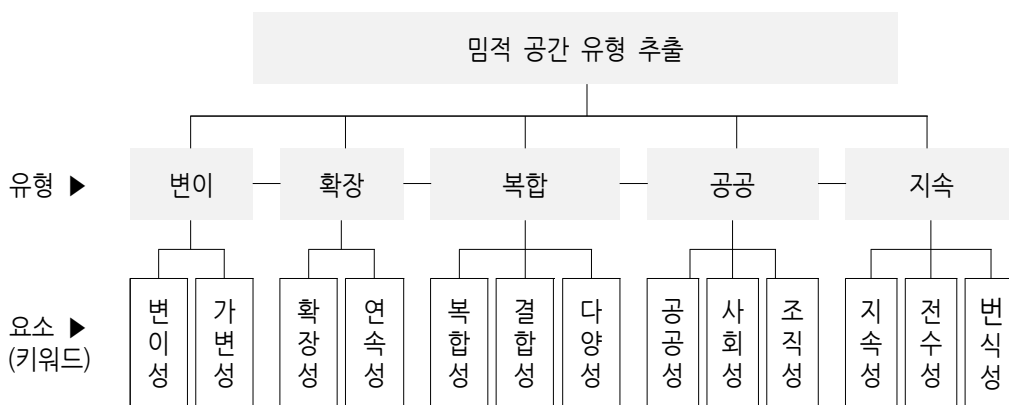 밈적 공간 유형 추출
유형 ▶
변이
확장
복합
공공
지속
요소 ▶
(키워드)
변이성
가변성
확장성
연속성
복합성
결합성
다양성
공공성
사회성
조직성
지속성
전수성
번식성